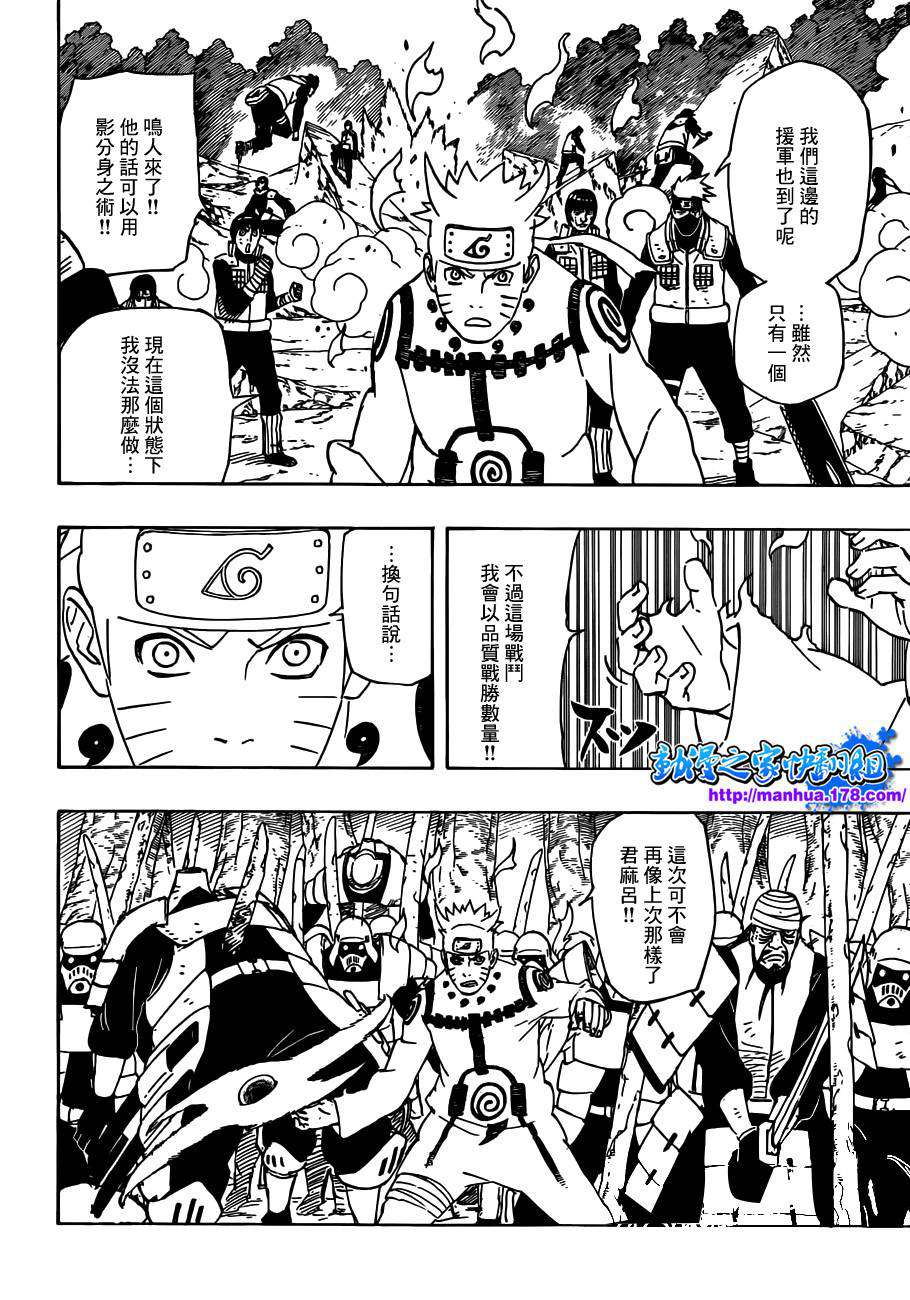 我們這邊的
援軍也到了呢
…雖然
只有一個
鳴人來了!!
他的話可以用
影分身之術!!
現在這個狀態下
我沒法那麼做…
不過這場戰鬥
我會以品質戰勝數量!!
ズッ
…換句話說…
動漫之家快翻組
http://manhua.178.com/
這次可不會
再像上次那樣了
君麻呂!!